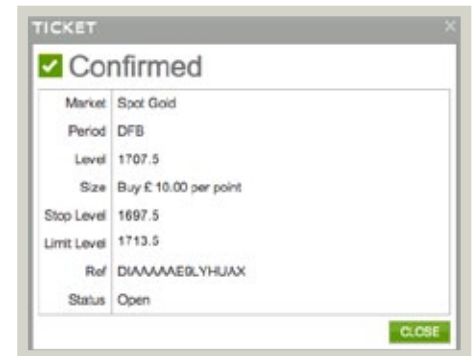 TICKET
Confirmed
Market Spot Gold
Period DFB
Level 1707.5
Size Buy £ 10.00 per point
Stop Level 1697.5
Limit Level 1713.5
Ref
Status Open
CLOSE